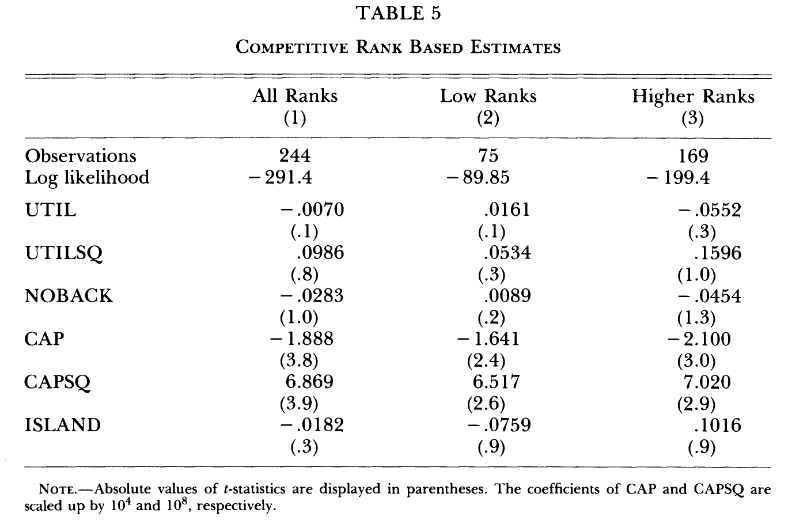 TABLE 5
COMPETITIVE RANK BASED ESTIMATES
All Ranks Low Ranks Higher Ranks
(1) (2) (3)
Observations 244 75 169
Log likelihood −291.4 −89.85 −199.4
UTIL −.0070 .0161 −.0552
(.1) (.1) (.3)
UTILSQ .0986 .0534 .1596
(.8) (.3) (1.0)
NOBACK −.0283 .0089 −.0454
(1.0) (.2) (1.3)
CAP −1.888 −1.641 −2.100
(3.8) (2.4) (3.0)
CAPSQ 6.869 6.517 7.020
(3.9) (2.6) (2.9)
ISLAND −.0182 −.0759 .1016
(.3) (.9) (.9)
NOTE.—Absolute values of t-statistics are displayed in parentheses. The coefficients of CAP and CAPSQ are
scaled up by 10⁴ and 10⁸, respectively.